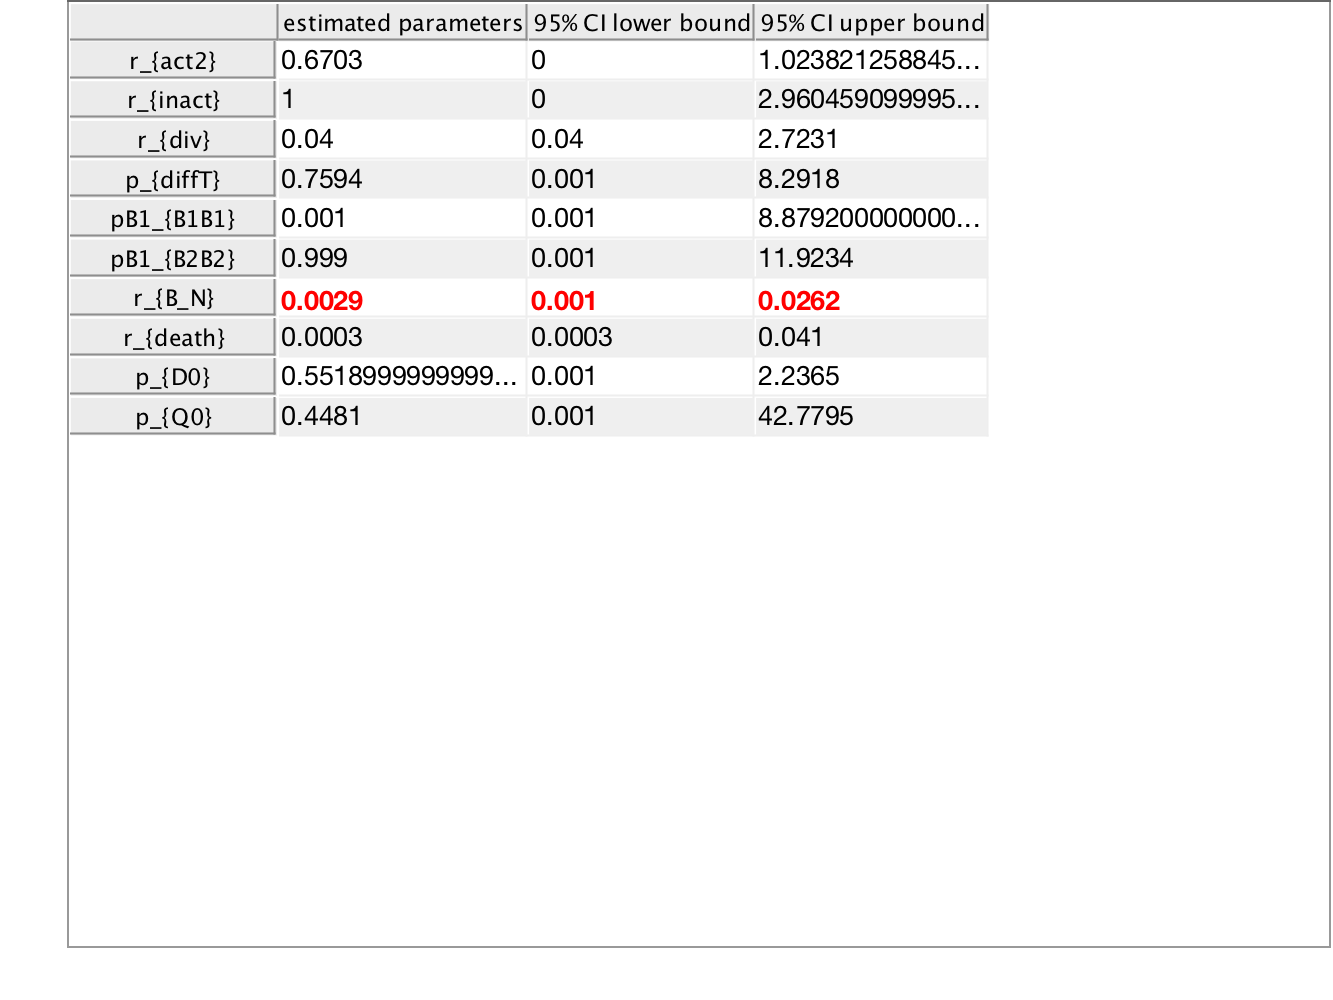 estimated parameters 95% CI lower bound 95% CI upper bound
r_{act2} 0.6703 0 1.023821258845...
r_{inact} 1 0 2.960459099995...
r_{div} 0.04 0.04 2.7231
p_{diffT} 0.7594 0.001 8.2918
pB1_{B1B1} 0.001 0.001 8.879200000000...
pB1_{B2B2} 0.999 0.001 11.9234
r_{B_N} 0.0029 0.001 0.0262
r_{death} 0.0003 0.0003 0.041
p_{D0} 0.5518999999999... 0.001 2.2365
p_{Q0} 0.4481 0.001 42.7795